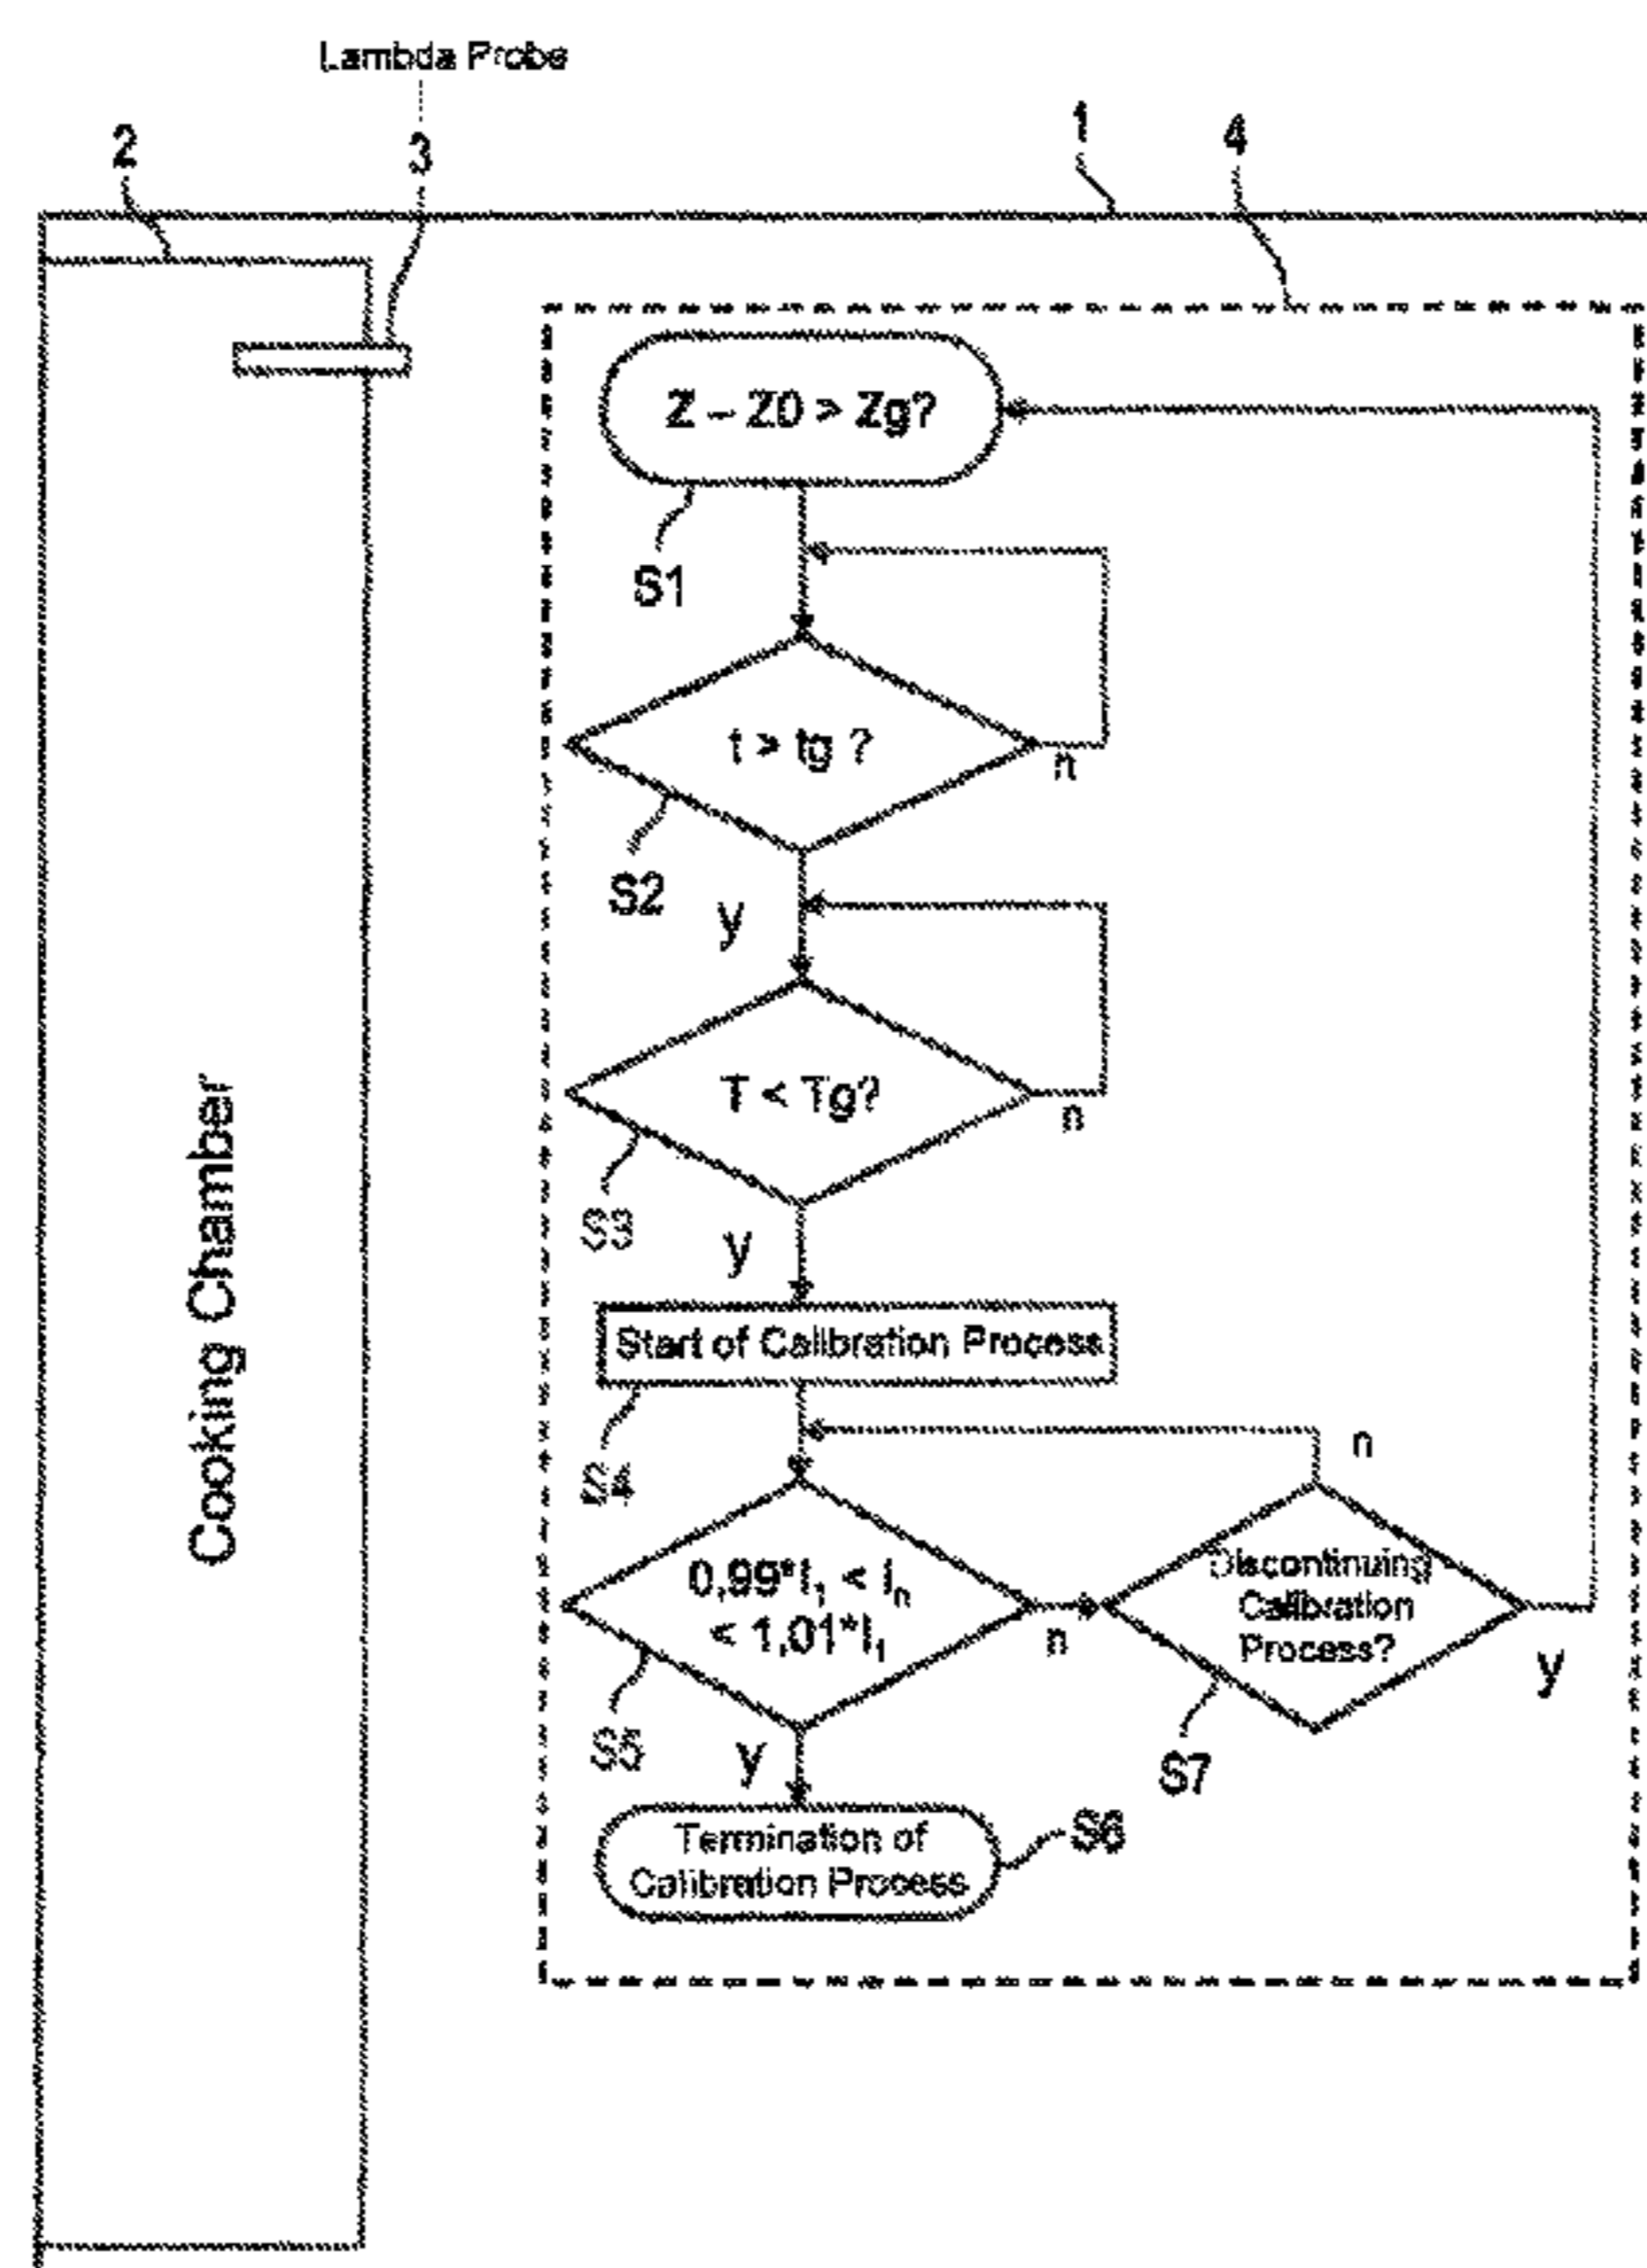 Lambda Probe
2
3
1
4
Z – Z0 > Zg?
S1
t > tg ?
n
S2
y
T < Tg?
n
S3
y
Start of Calibration Process
S4
n
0,99*I₁ < Iₙ
< 1,01*I₁
n
Discontinuing
Calibration
Process?
y
S5
y
S7
Termination of
Calibration Process
S6
Cooking Chamber